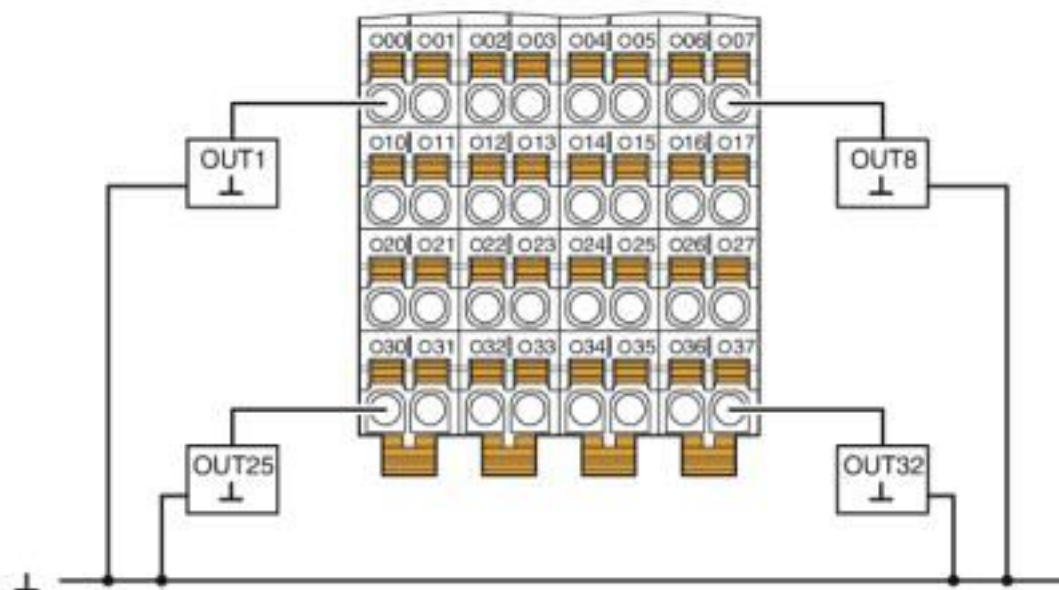 O00 O01 O02 O03 O04 O05 O06 O07
OUT1 O10 O11 O12 O13 O14 O15 O16 O17 OUT8
O20 O21 O22 O23 O24 O25 O26 O27
O30 O31 O32 O33 O34 O35 O36 O37
OUT25 OUT32